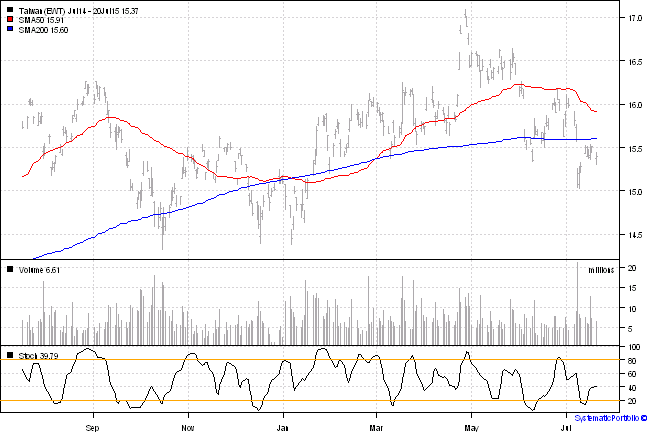 Taiwan (EWT) Jul14 - 20Jul15 15.37
SMA50 15.91
SMA200 15.60
17.0
16.5
16.0
15.5
15.0
14.5
Volume 6.61
millions
20
15
10
5
Stoch 39.79
100
80
60
40
20
Sep
Nov
Jan
Mar
May
Jul
SystematicPortfolio ©